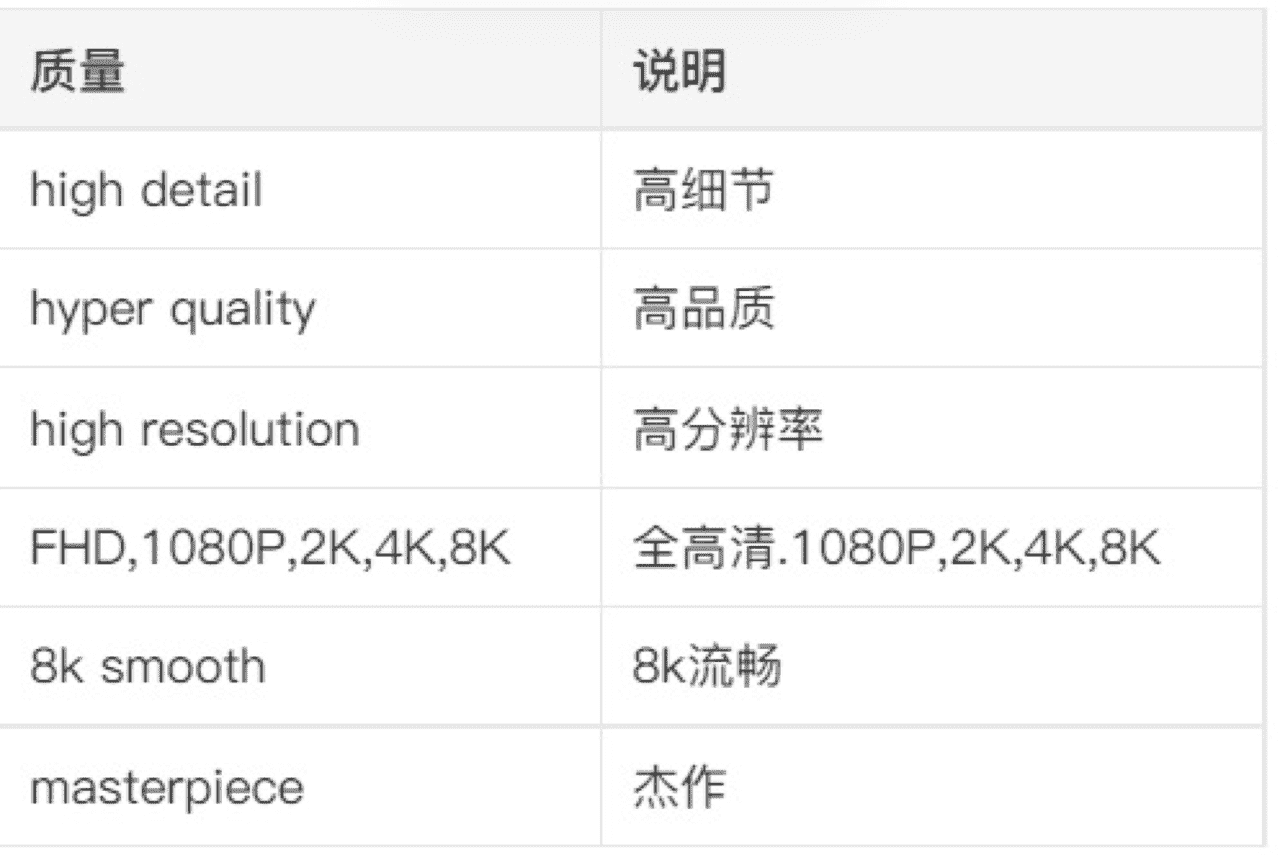 质量 说明
high detail 高细节
hyper quality 高品质
high resolution 高分辨率
FHD,1080P,2K,4K,8K 全高清.1080P,2K,4K,8K
8k smooth 8k流畅
masterpiece 杰作